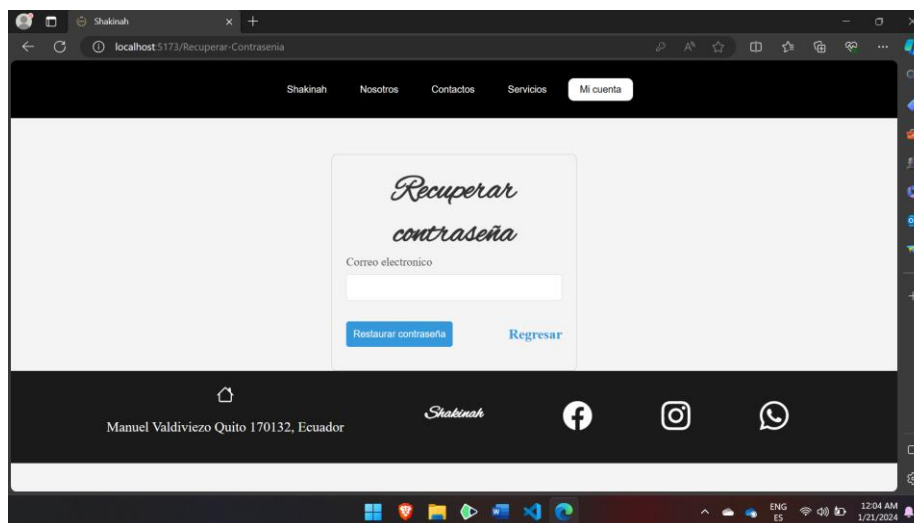 Shakinah
localhost:5173/Recuperar-Contrasenia
Shakinah Nosotros Contactos Servicios Mi cuenta
Recuperar
contraseña
Correo electronico
Restaurar contraseña Regresar
Manuel Valdiviezo Quito 170132, Ecuador
Shakinah
ENG
ES
12:04 AM
1/21/2024